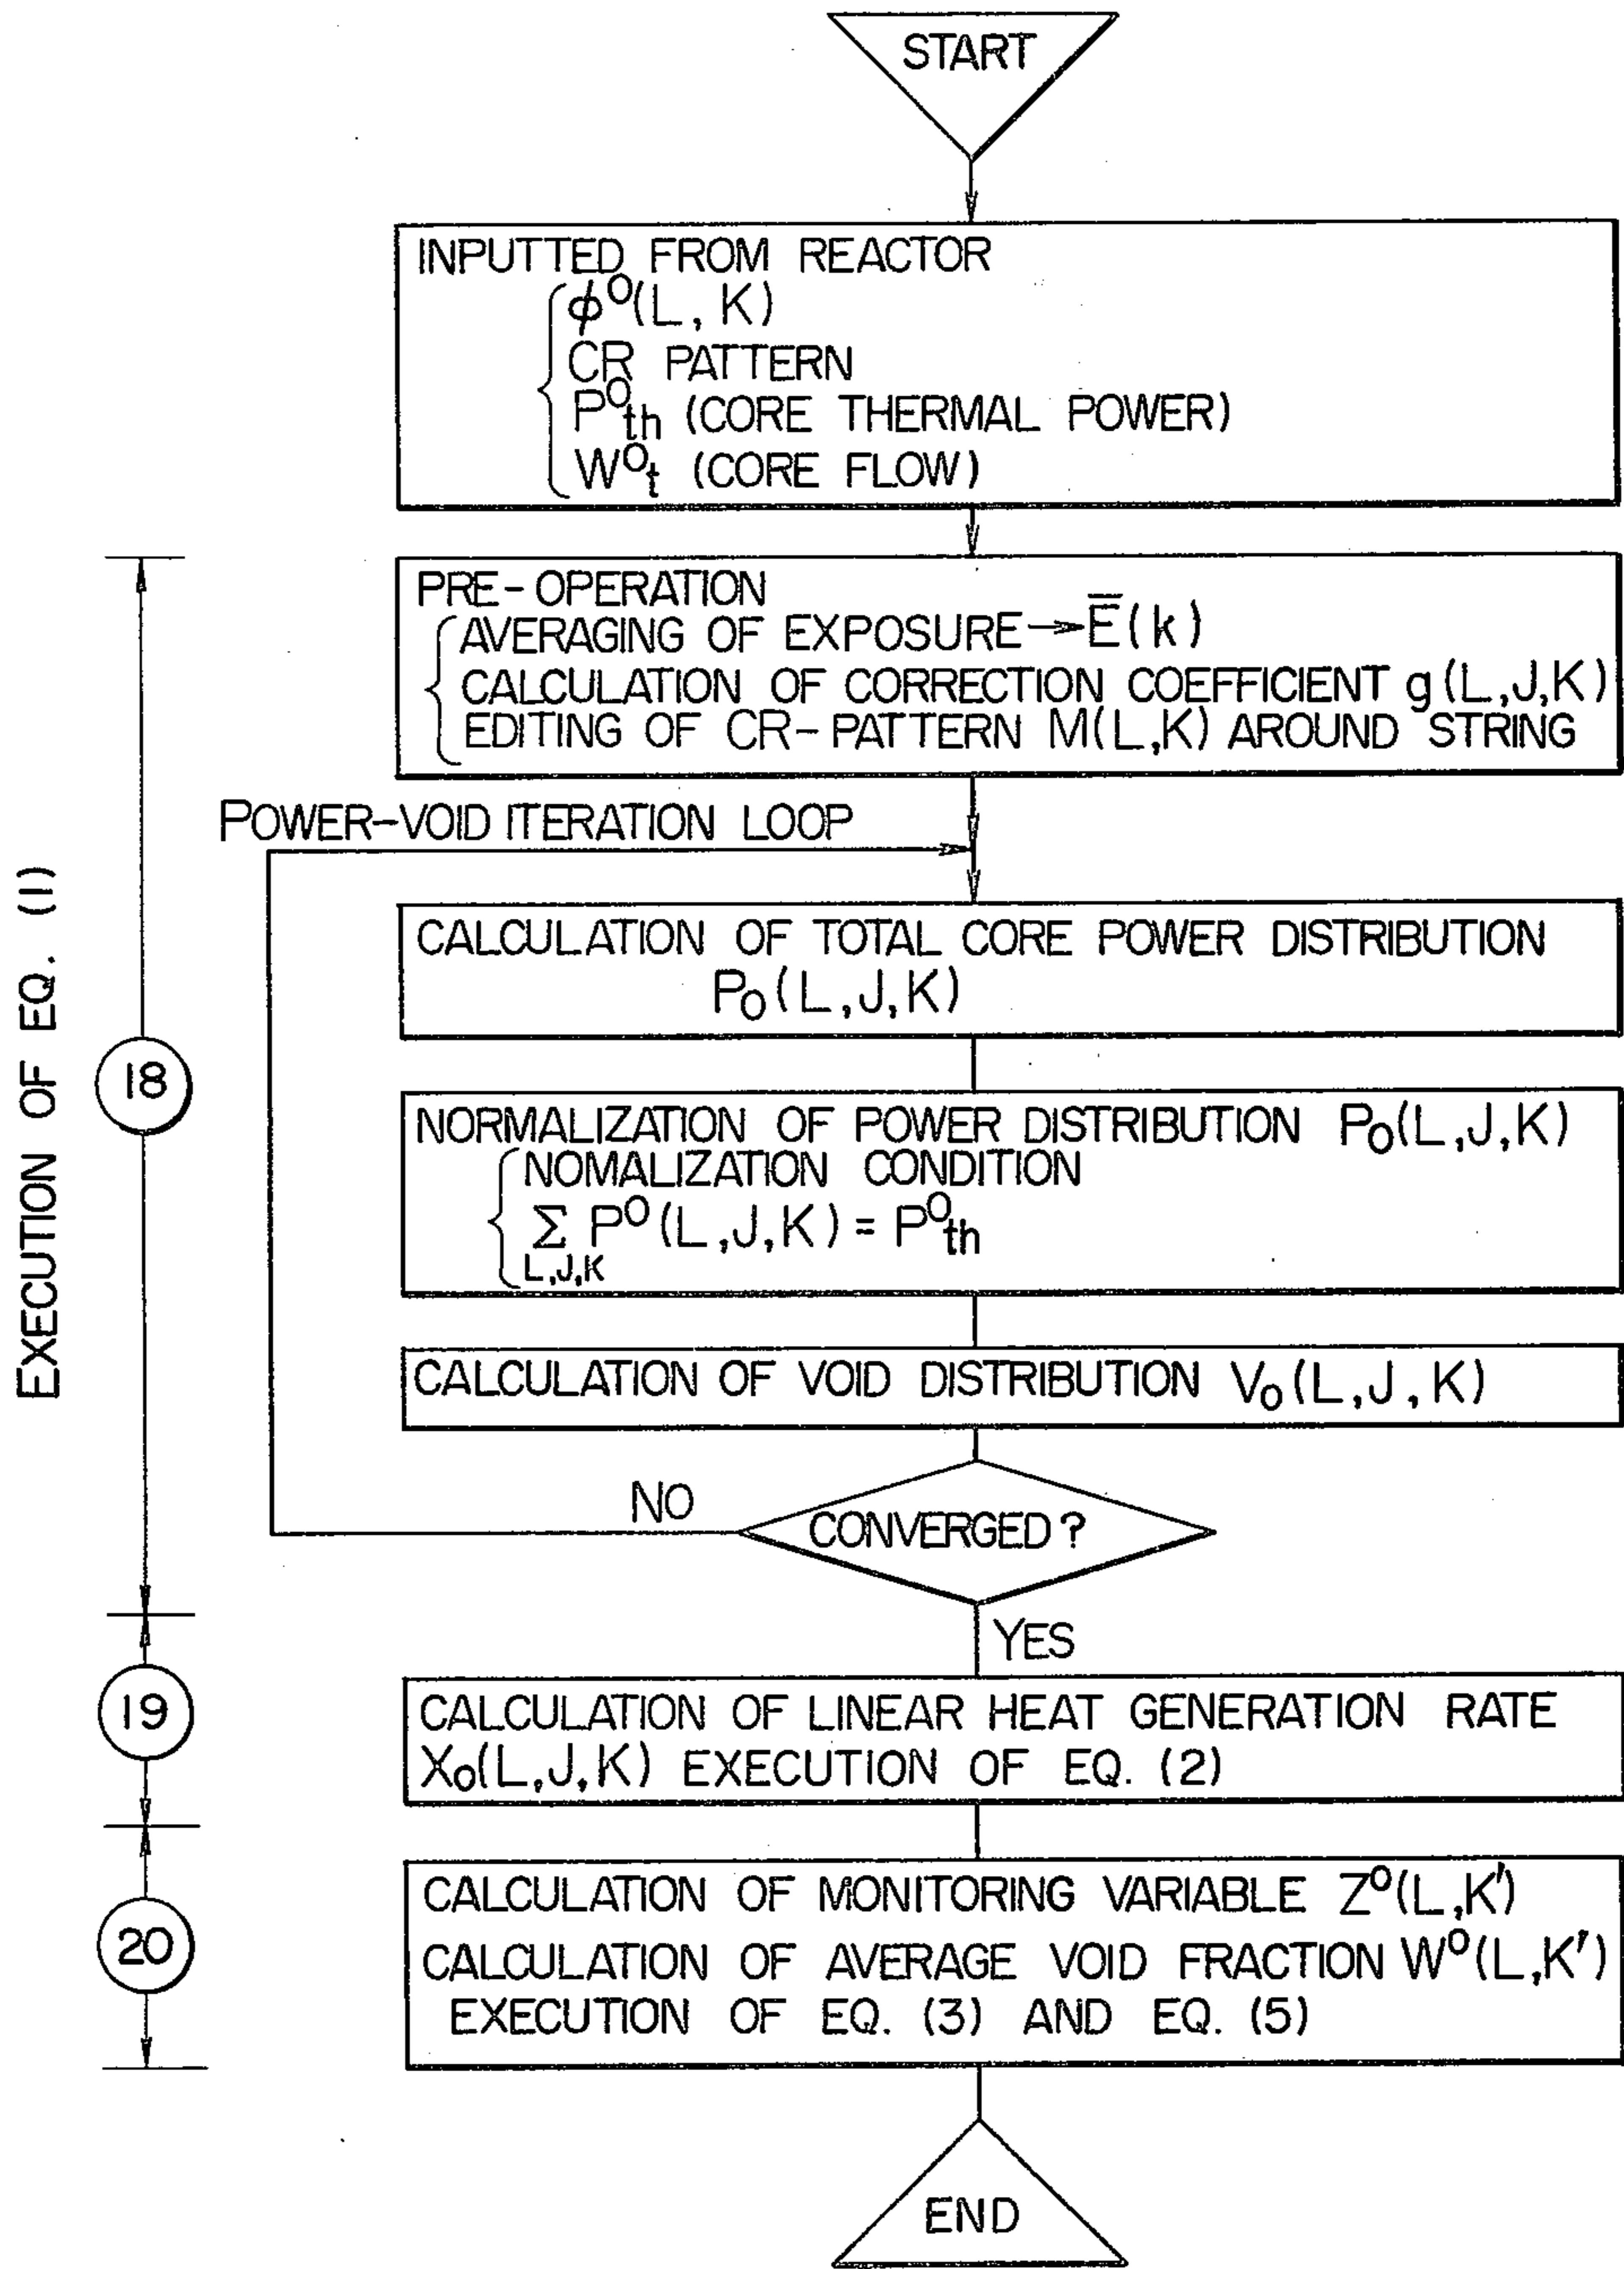 START
INPUTTED FROM REACTOR
ϕ⁰(L, K)
CR PATTERN
P⁰th (CORE THERMAL POWER)
W⁰t (CORE FLOW)
PRE-OPERATION
AVERAGING OF EXPOSURE→E̅(k)
CALCULATION OF CORRECTION COEFFICIENT g(L,J,K)
EDITING OF CR-PATTERN M(L,K) AROUND STRING
POWER-VOID ITERATION LOOP
CALCULATION OF TOTAL CORE POWER DISTRIBUTION
P₀(L,J,K)
NORMALIZATION OF POWER DISTRIBUTION P₀(L,J,K)
NOMALIZATION CONDITION
Σ P⁰(L,J,K) = P⁰th
L,J,K
CALCULATION OF VOID DISTRIBUTION V₀(L,J,K)
CONVERGED?
NO
YES
CALCULATION OF LINEAR HEAT GENERATION RATE
X₀(L,J,K) EXECUTION OF EQ. (2)
CALCULATION OF MONITORING VARIABLE Z⁰(L,K')
CALCULATION OF AVERAGE VOID FRACTION W⁰(L,K')
EXECUTION OF EQ. (3) AND EQ. (5)
END
EXECUTION OF EQ. (1)
18
19
20